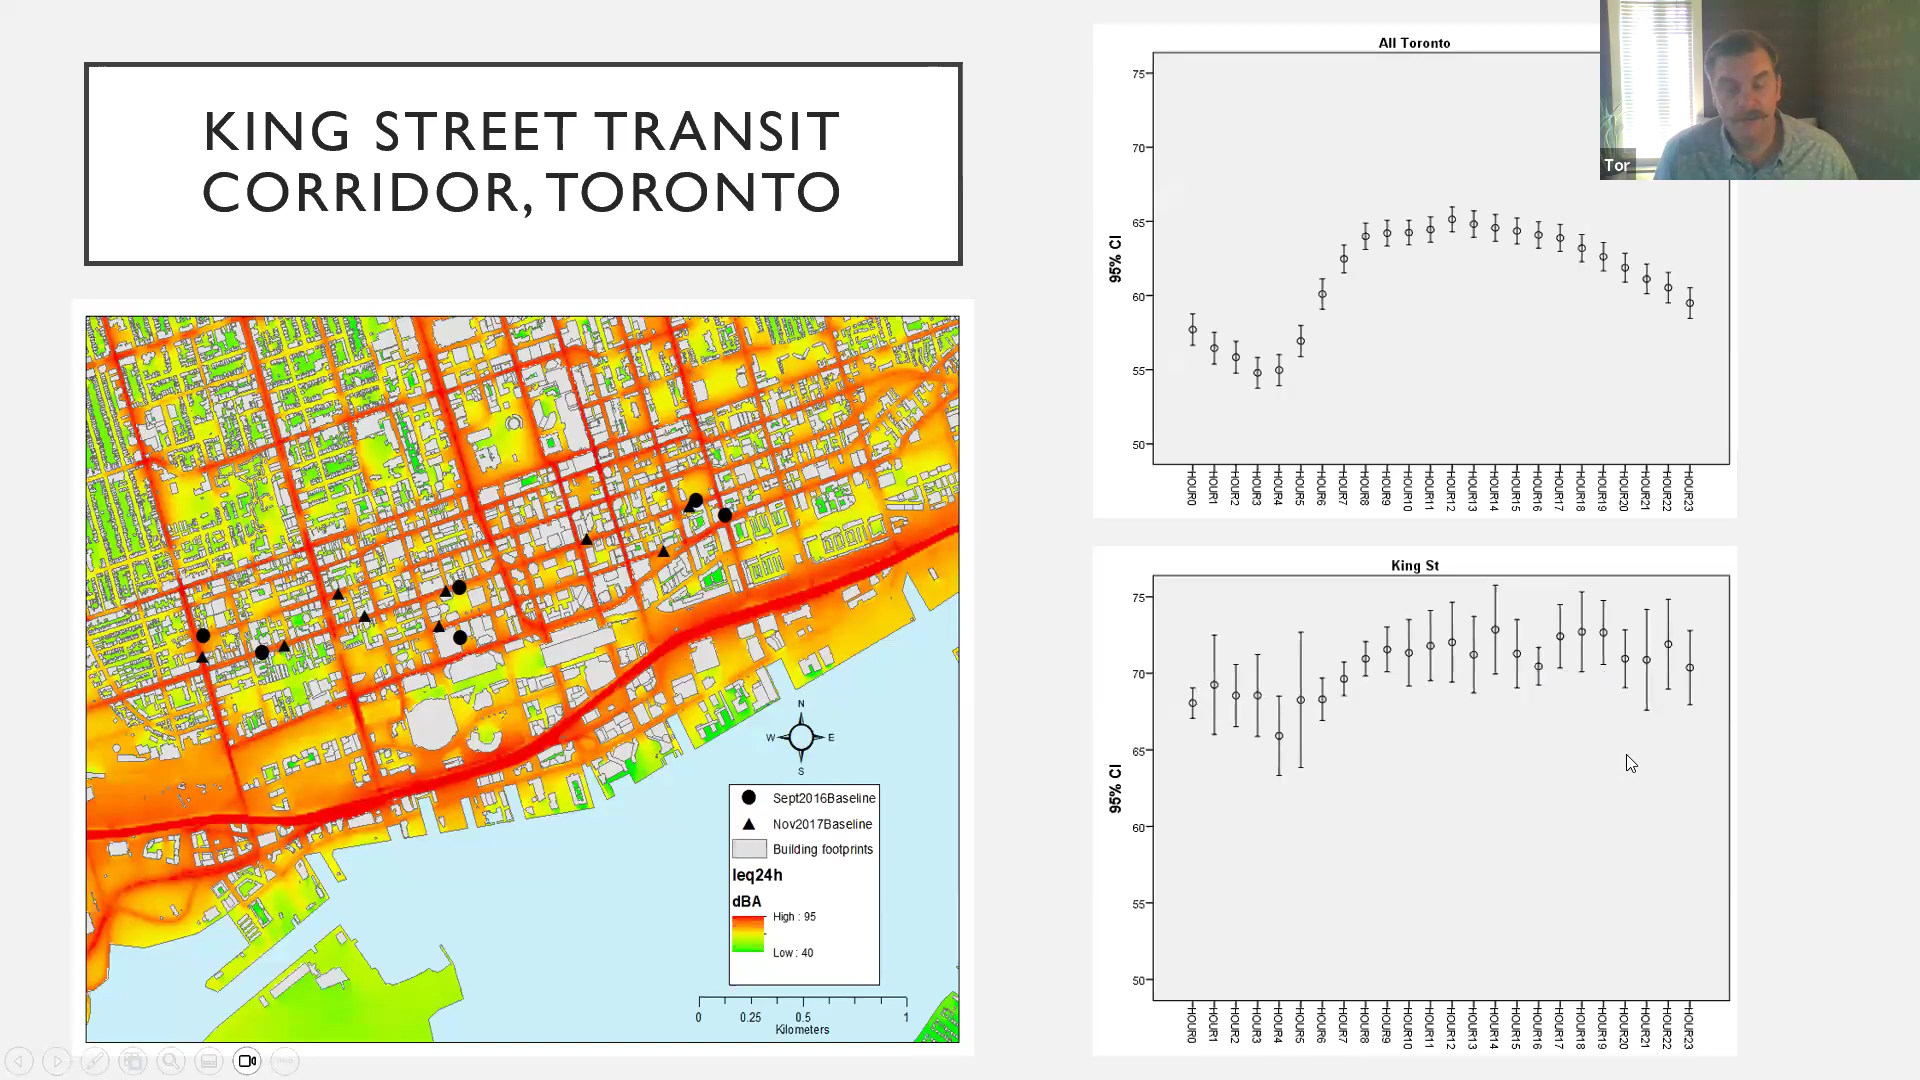 KING STREET TRANSIT
CORRIDOR, TORONTO
N
W
E
S
Sept2016Baseline
Nov2017Baseline
Building footprints
leq24h
dBA
High : 95
Low : 40
0
0.25
0.5
1
Kilometers
All Toronto
95% CI
75
70
65
60
55
50
HOUR0
HOUR1
HOUR2
HOUR3
HOUR4
HOUR5
HOUR6
HOUR7
HOUR8
HOUR9
HOUR10
HOUR11
HOUR12
HOUR13
HOUR14
HOUR15
HOUR16
HOUR17
HOUR18
HOUR19
HOUR20
HOUR21
HOUR22
HOUR23
Tor
King St
95% CI
75
70
65
60
55
50
HOUR0
HOUR1
HOUR2
HOUR3
HOUR4
HOUR5
HOUR6
HOUR7
HOUR8
HOUR9
HOUR10
HOUR11
HOUR12
HOUR13
HOUR14
HOUR15
HOUR16
HOUR17
HOUR18
HOUR19
HOUR20
HOUR21
HOUR22
HOUR23